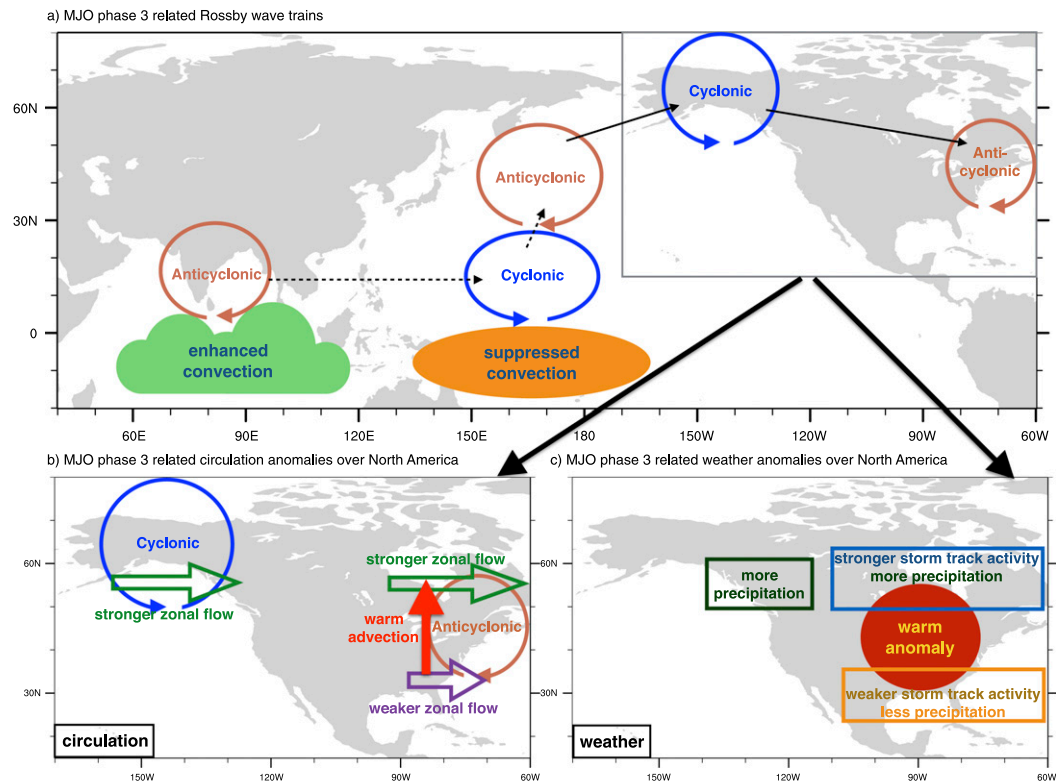 a) MJO phase 3 related Rossby wave trains
60N
30N
0
Cyclonic
Anti-
cyclonic
Anticyclonic
Anticyclonic
Cyclonic
enhanced
convection
suppressed
convection
60E 90E 120E 150E 180 150W 120W 90W 60W
b) MJO phase 3 related circulation anomalies over North America
60N
30N
Cyclonic
stronger zonal flow
stronger zonal flow
warm
advection
Anticyclonic
weaker zonal flow
circulation
150W 120W 90W 60W
c) MJO phase 3 related weather anomalies over North America
60N
30N
more
precipitation
stronger storm track activity
more precipitation
warm
anomaly
weaker storm track activity
less precipitation
weather
150W 120W 90W 60W